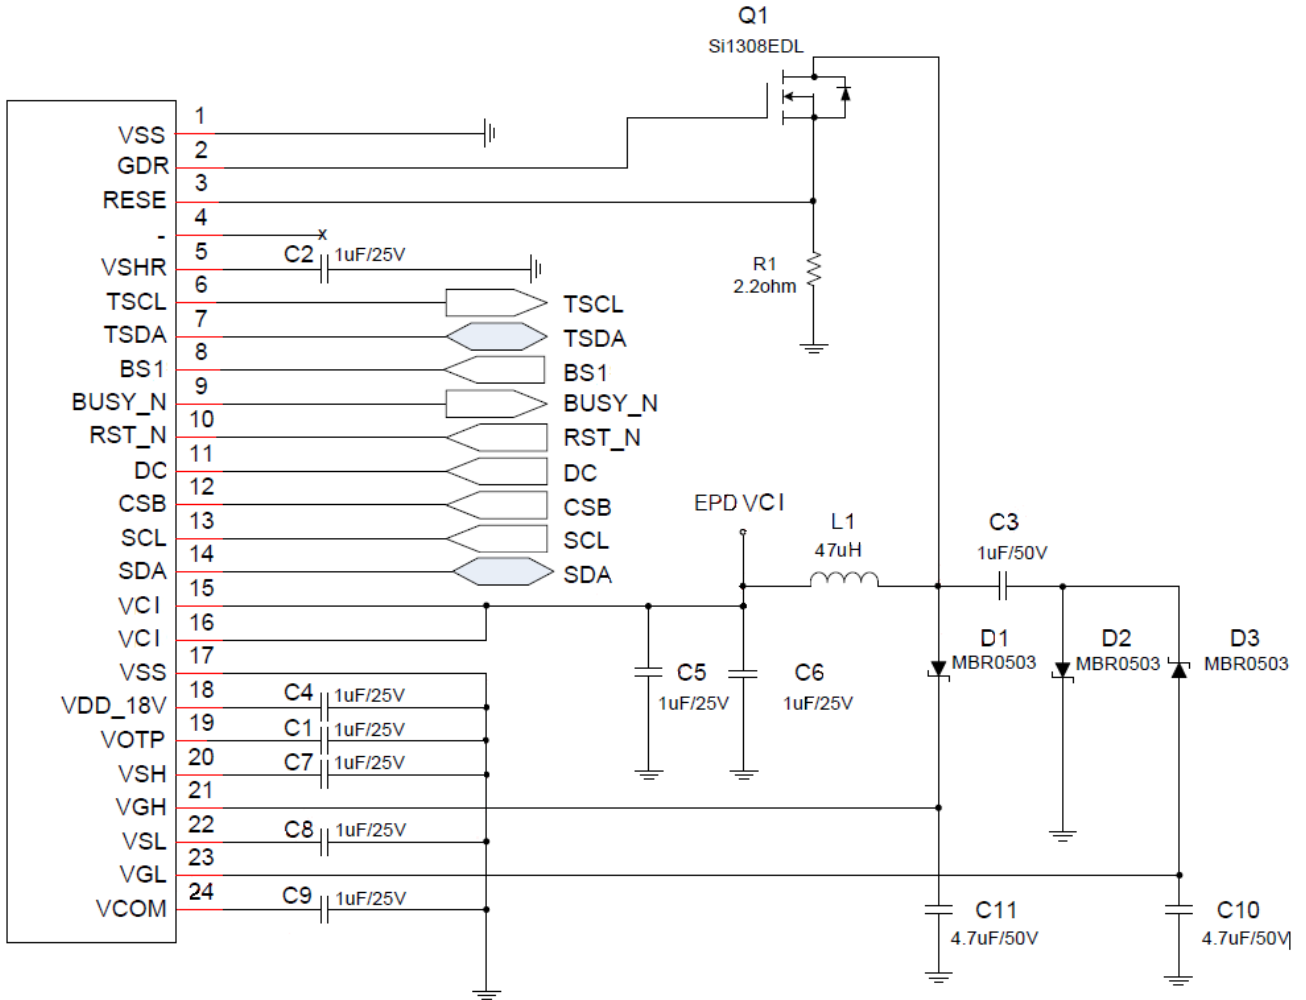 Q1
Si1308EDL
VSS 1
GDR 2
RESE 3
- 4
x
VSHR 5 C2 1uF/25V
R1
2.2ohm
TSCL 6 TSCL
TSDA 7 TSDA
BS1 8 BS1
BUSY_N 9 BUSY_N
RST_N 10 RST_N
DC 11 DC
CSB 12 CSB
SCL 13 SCL
SDA 14 SDA
EPD VCI
L1
47uH
C3
1uF/50V
VCI 15
VCI 16
D1
MBR0503
D2
MBR0503
D3
MBR0503
VSS 17
C5
1uF/25V
C6
1uF/25V
VDD_18V 18 C4 1uF/25V
VOTP 19 C1 1uF/25V
VSH 20 C7 1uF/25V
VGH 21
VSL 22 C8 1uF/25V
VGL 23
VCOM 24 C9 1uF/25V
C11
4.7uF/50V
C10
4.7uF/50V